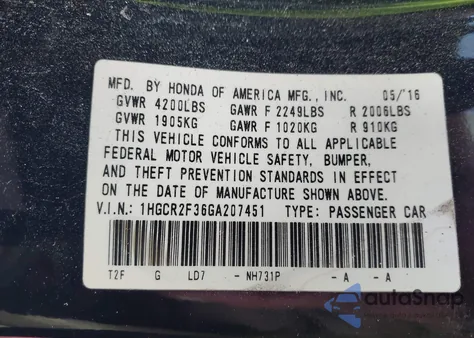 MFD. BY HONDA OF AMERICA MFG., INC. 05/16
GVWR 4200LBS GAWR F 2249LBS R 2006LBS
GVWR 1905KG GAWR F 1020KG R 910KG
THIS VEHICLE CONFORMS TO ALL APPLICABLE
FEDERAL MOTOR VEHICLE SAFETY, BUMPER,
AND THEFT PREVENTION STANDARDS IN EFFECT
ON THE DATE OF MANUFACTURE SHOWN ABOVE.
V.I.N.: 1HGCR2F36GA207451 TYPE: PASSENGER CAR
T2F G LD7 - NH731P - A - A
autoSnap